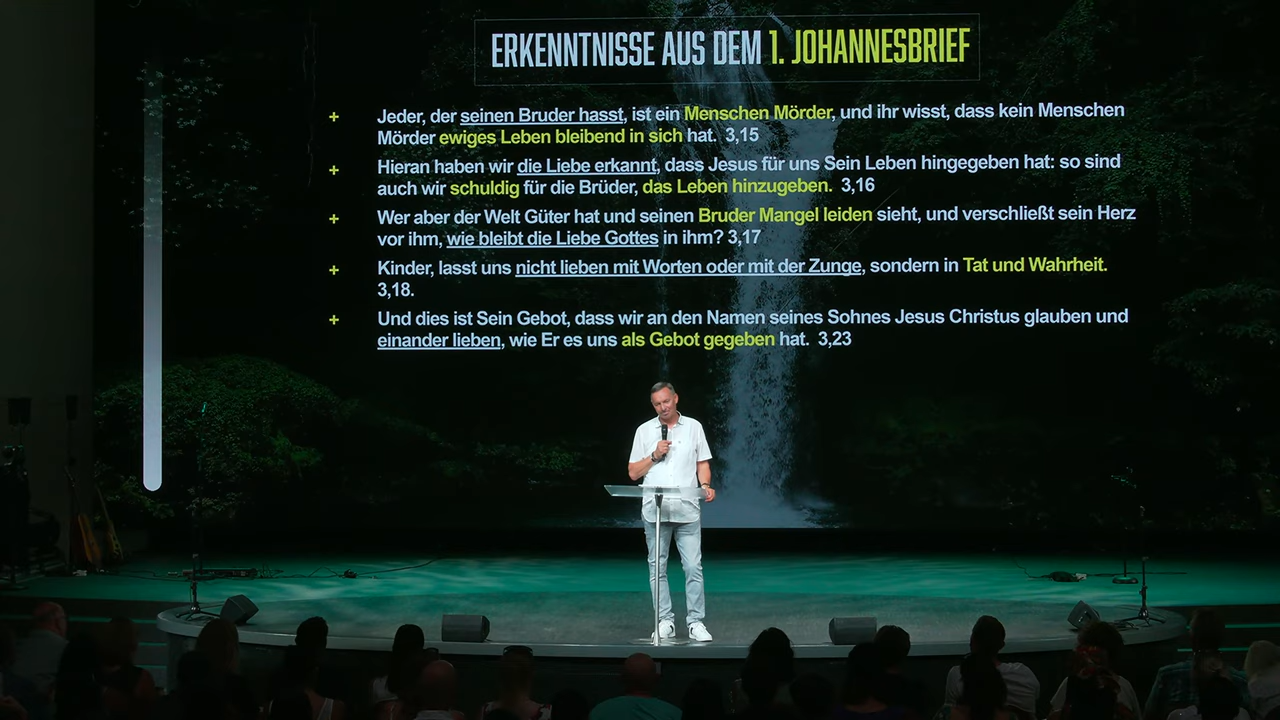 ERKENNTNISSE AUS DEM 1. JOHANNESBRIEF
+ Jeder, der seinen Bruder hasst, ist ein Menschen Mörder, und ihr wisst, dass kein Menschen
Mörder ewiges Leben bleibend in sich hat. 3,15
+ Hieran haben wir die Liebe erkannt, dass Jesus für uns Sein Leben hingegeben hat: so sind
auch wir schuldig für die Brüder, das Leben hinzugeben. 3,16
+ Wer aber der Welt Güter hat und seinen Bruder Mangel leiden sieht, und verschließt sein Herz
vor ihm, wie bleibt die Liebe Gottes in ihm? 3,17
+ Kinder, lasst uns nicht lieben mit Worten oder mit der Zunge, sondern in Tat und Wahrheit.
3,18.
+ Und dies ist Sein Gebot, dass wir an den Namen seines Sohnes Jesus Christus glauben und
einander lieben, wie Er es uns als Gebot gegeben hat. 3,23